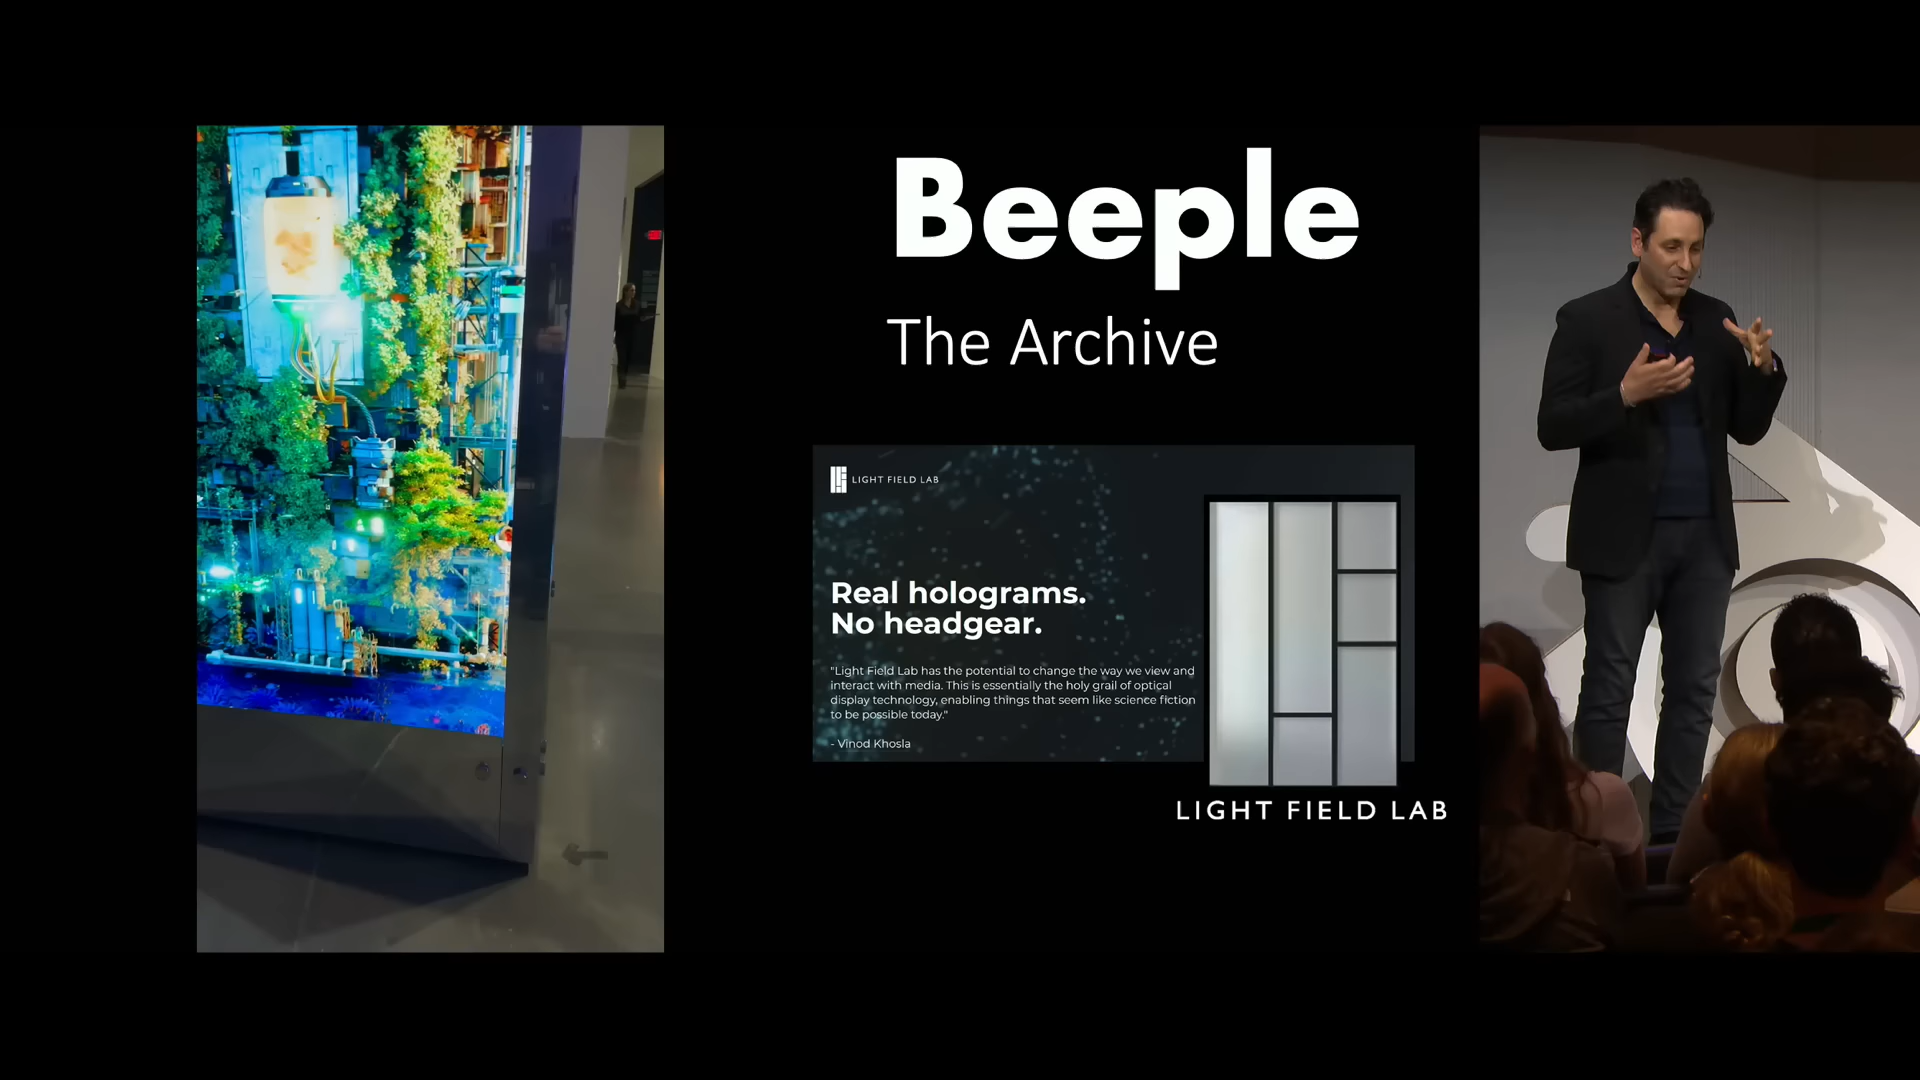 Beeple
The Archive
LIGHT FIELD LAB
Real holograms.
No headgear.
"Light Field Lab has the potential to change the way we view and
interact with media. This is essentially the holy grail of optical
display technology, enabling things that seem like science fiction
to be possible today."
- Vinod Khosla
LIGHT FIELD LAB